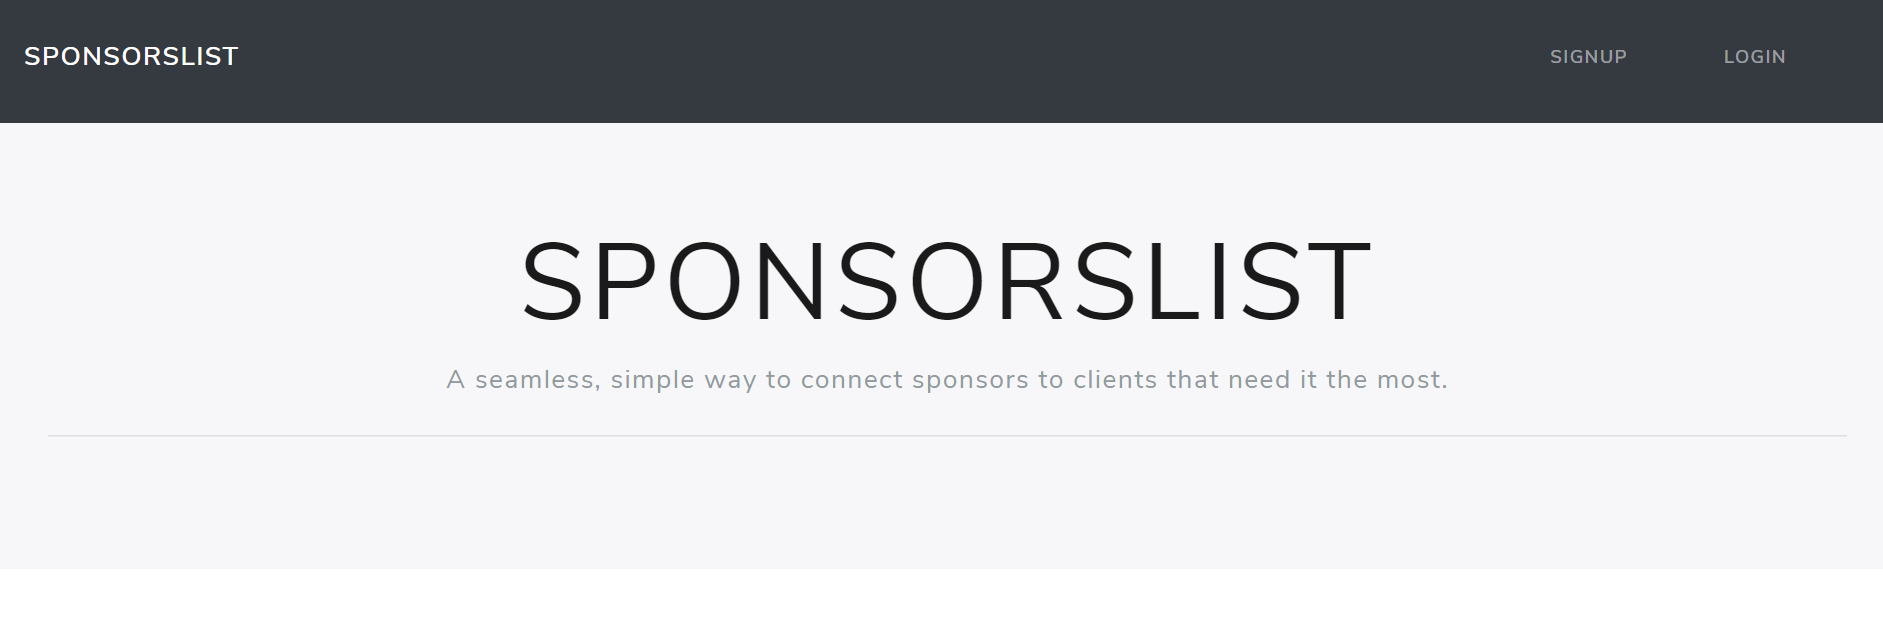 SPONSORSLIST
SIGNUP
LOGIN
SPONSORSLIST
A seamless, simple way to connect sponsors to clients that need it the most.